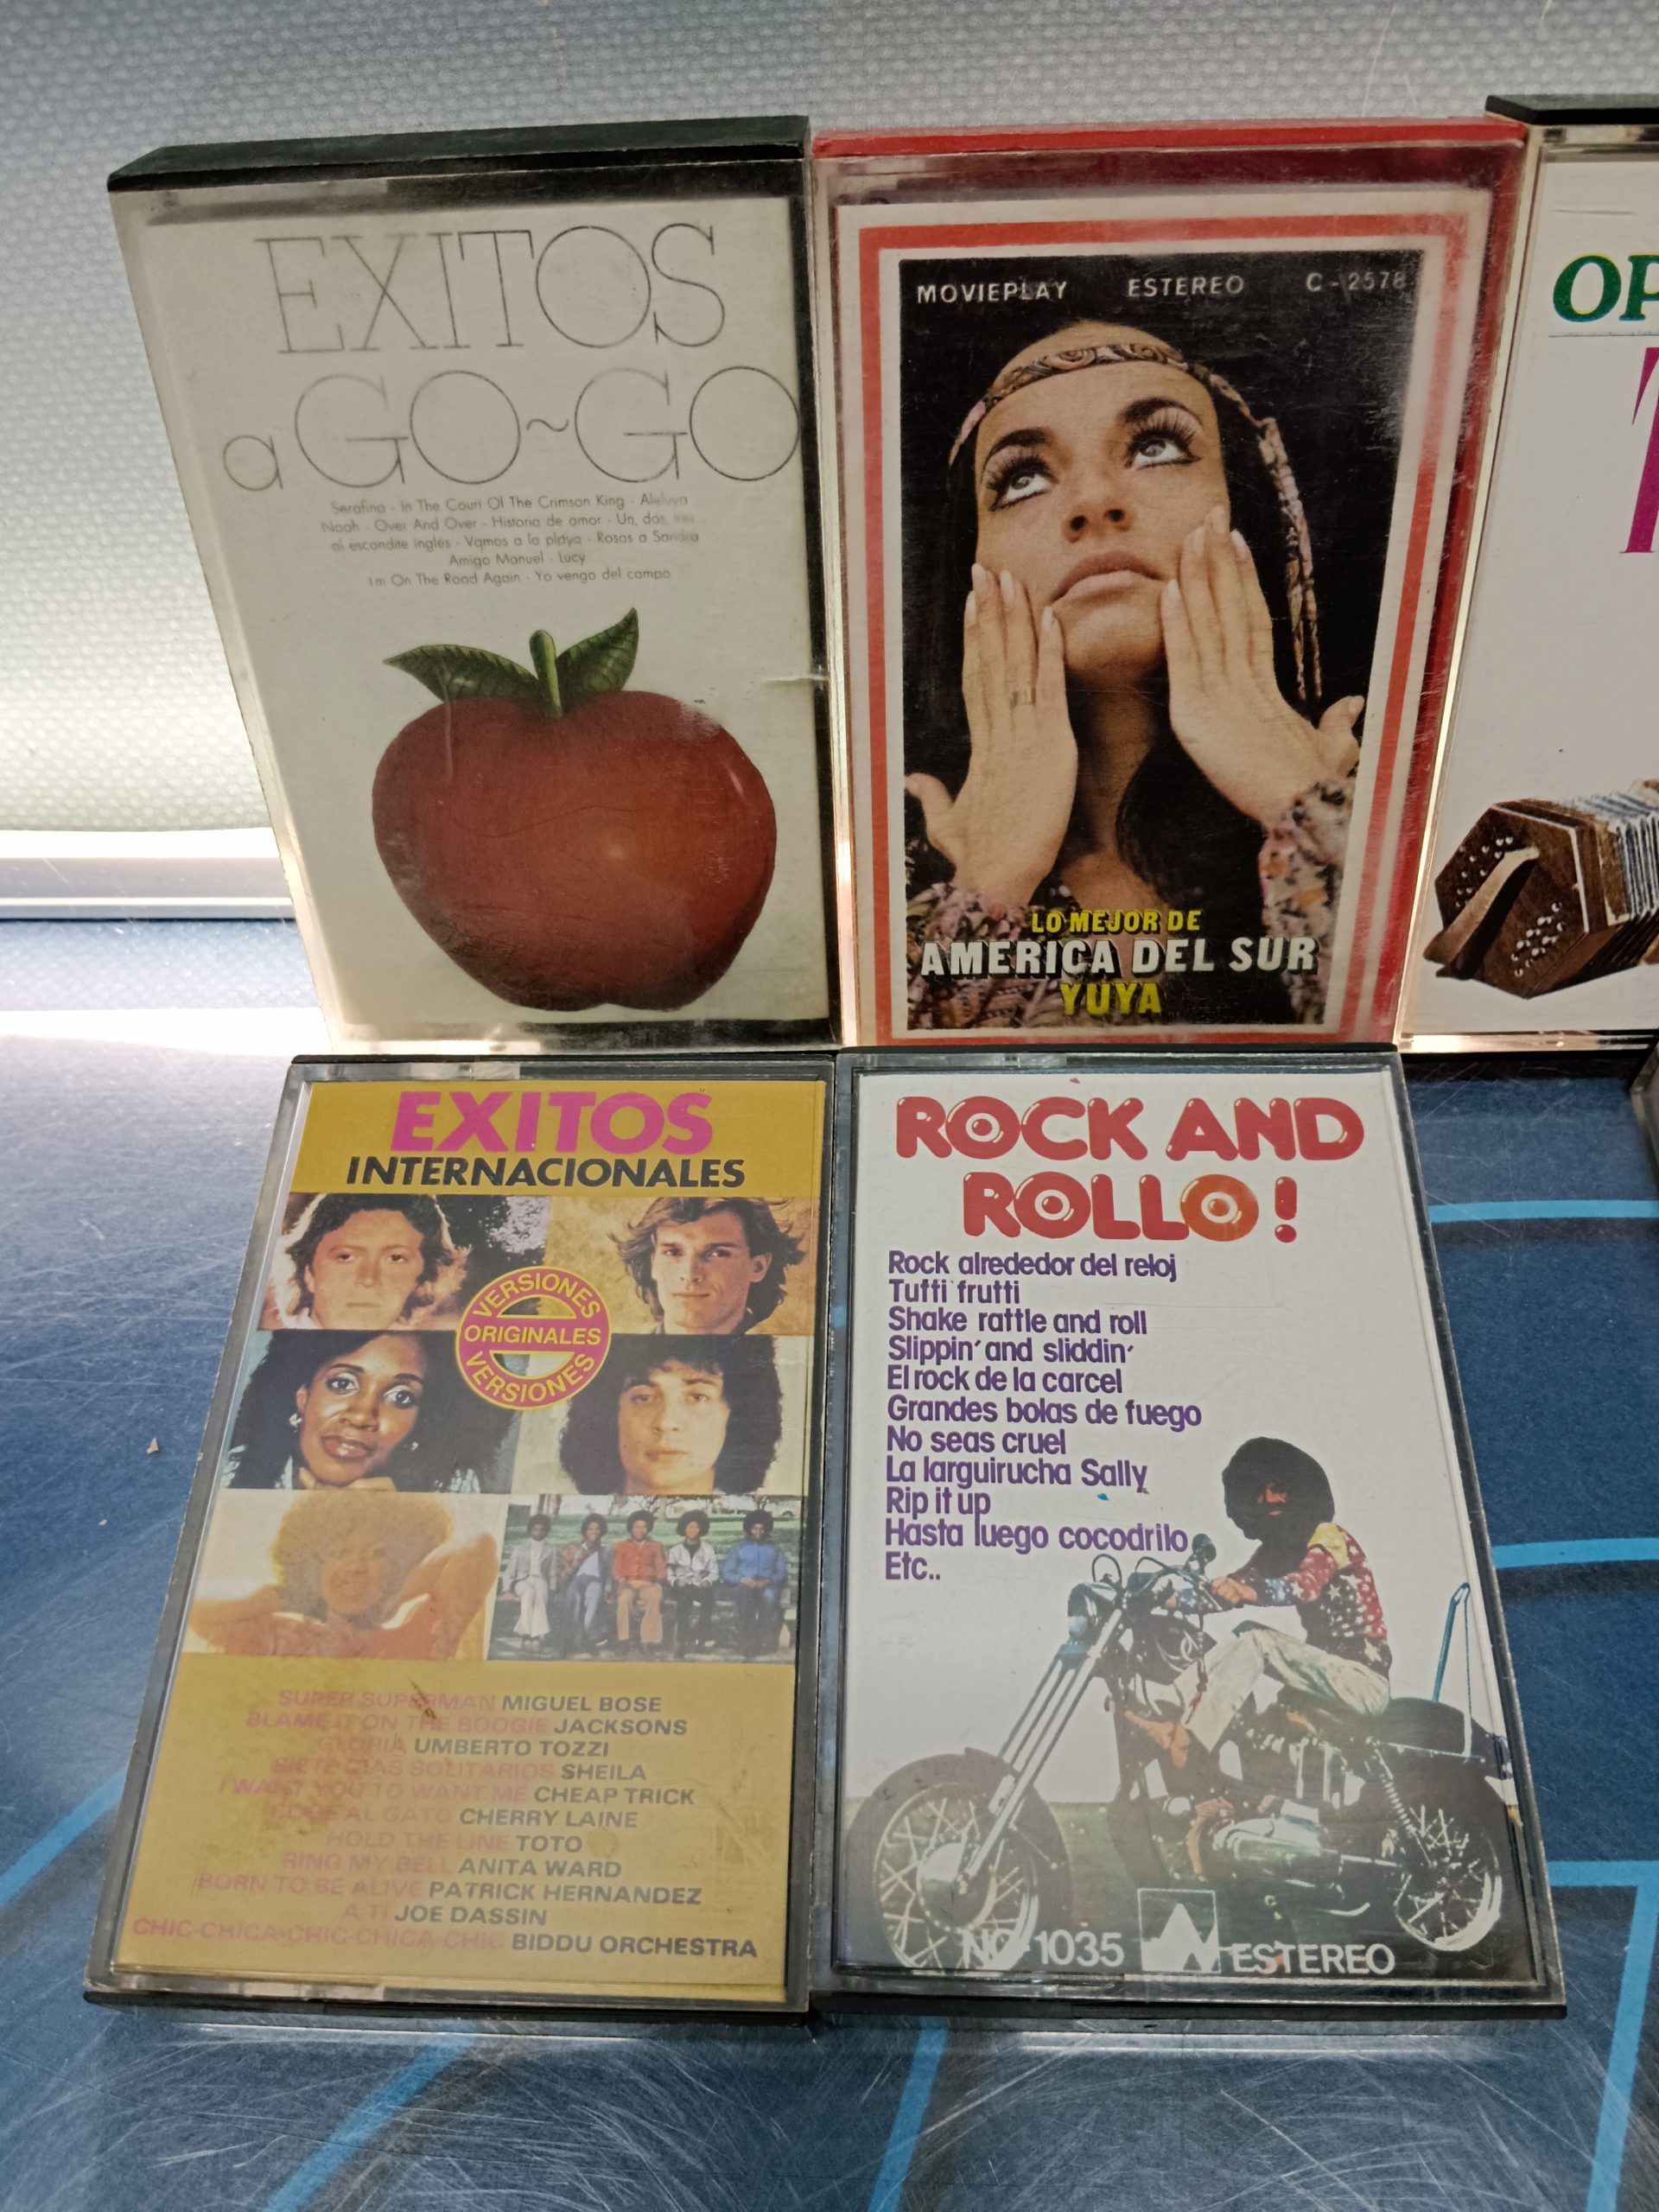 EXITOS
a GO~GO
Serafina - In The Court Of The Crimson King - Aleluya
Noah - Over And Over - Historia de amor - Un, dos, tres...
al escondite inglés - Vamos a la playa - Rosas a Sandra
Amigo Manuel - Lucy
I'm On The Road Again - Yo vengo del campo
MOVIEPLAY ESTEREO C - 2578
LO MEJOR DE
AMERICA DEL SUR
YUYA
OP
T
EXITOS
INTERNACIONALES
VERSIONES
ORIGINALES
VERSIONES
SUPER SUPERMAN MIGUEL BOSE
BLAME IT ON THE BOOGIE JACKSONS
GLORIA UMBERTO TOZZI
SIETE DIAS SOLITARIOS SHEILA
I WANT YOU TO WANT ME CHEAP TRICK
COGE AL GATO CHERRY LAINE
HOLD THE LINE TOTO
RING MY BELL ANITA WARD
BORN TO BE ALIVE PATRICK HERNANDEZ
A TI JOE DASSIN
CHIC-CHICA-CHIC-CHICA-CHIC BIDDU ORCHESTRA
ROCK AND
ROLLO!
Rock alrededor del reloj
Tutti frutti
Shake rattle and roll
Slippin' and sliddin'
El rock de la carcel
Grandes bolas de fuego
No seas cruel
La larguirucha Sally
Rip it up
Hasta luego cocodrilo
Etc..
NC-1035 ESTEREO